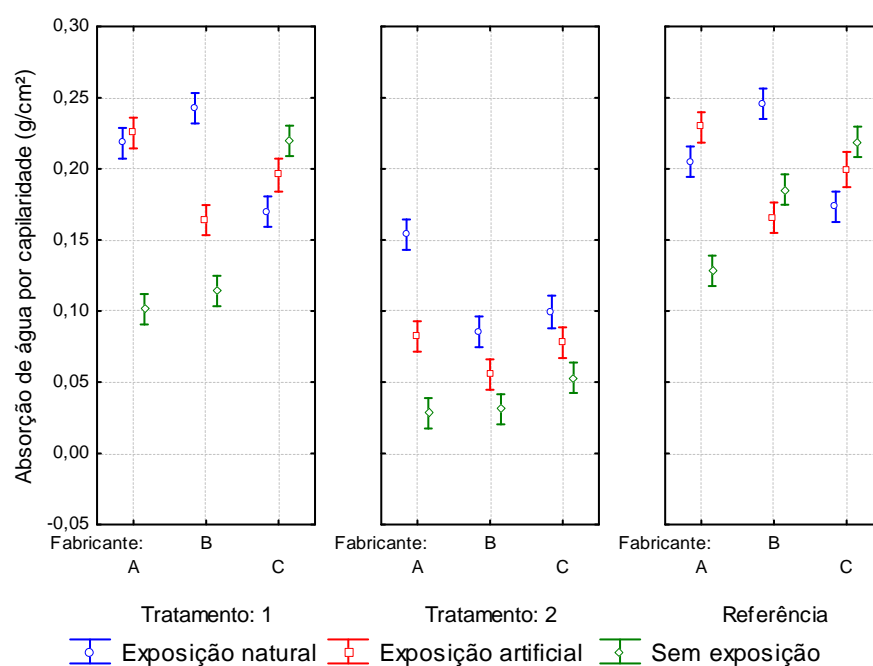 Absorção de água por capilaridade (g/cm²)
0,30
0,25
0,20
0,15
0,10
0,05
0,00
-0,05
Fabricante: A B C
Fabricante: A B C
Fabricante: A B C
Tratamento: 1
Tratamento: 2
Referência
Exposição natural
Exposição artificial
Sem exposição